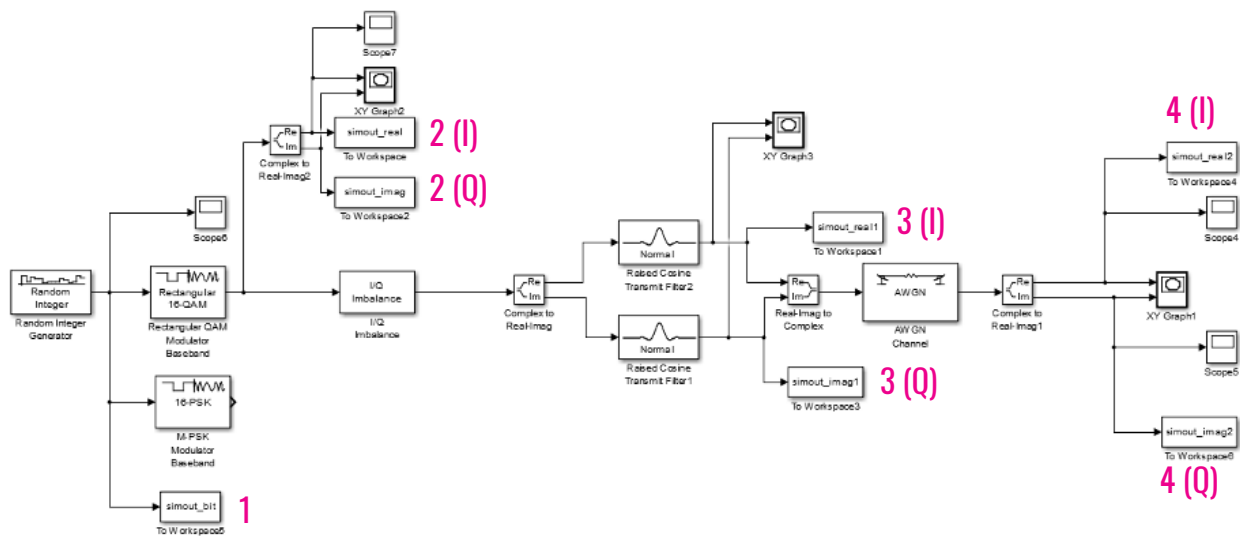 Scope7
XY Graph2
Re
Im
Complex to
Real-Imag2
simout_real
To Workspace
2 (I)
simout_imag
To Workspace2
2 (Q)
Scope6
Random
Integer
Random Integer
Generator
Rectangular
16-QAM
Rectangular QAM
Modulator
Baseband
16-PSK
M-PSK
Modulator
Baseband
simout_bit
To Workspace5
1
I/Q
Imbalance
I/Q
Imbalance
Re
Im
Complex to
Real-Imag
Normal
Raised Cosine
Transmit Filter2
Normal
Raised Cosine
Transmit Filter1
XY Graph3
simout_real1
To Workspace1
3 (I)
Re
Im
Real-Imag to
Complex
simout_imag1
To Workspace3
3 (Q)
AWGN
AWGN
Channel
Re
Im
Complex to
Real-Imag1
4 (I)
simout_real2
To Workspace4
Scope4
XY Graph1
Scope5
simout_imag2
To Workspace6
4 (Q)